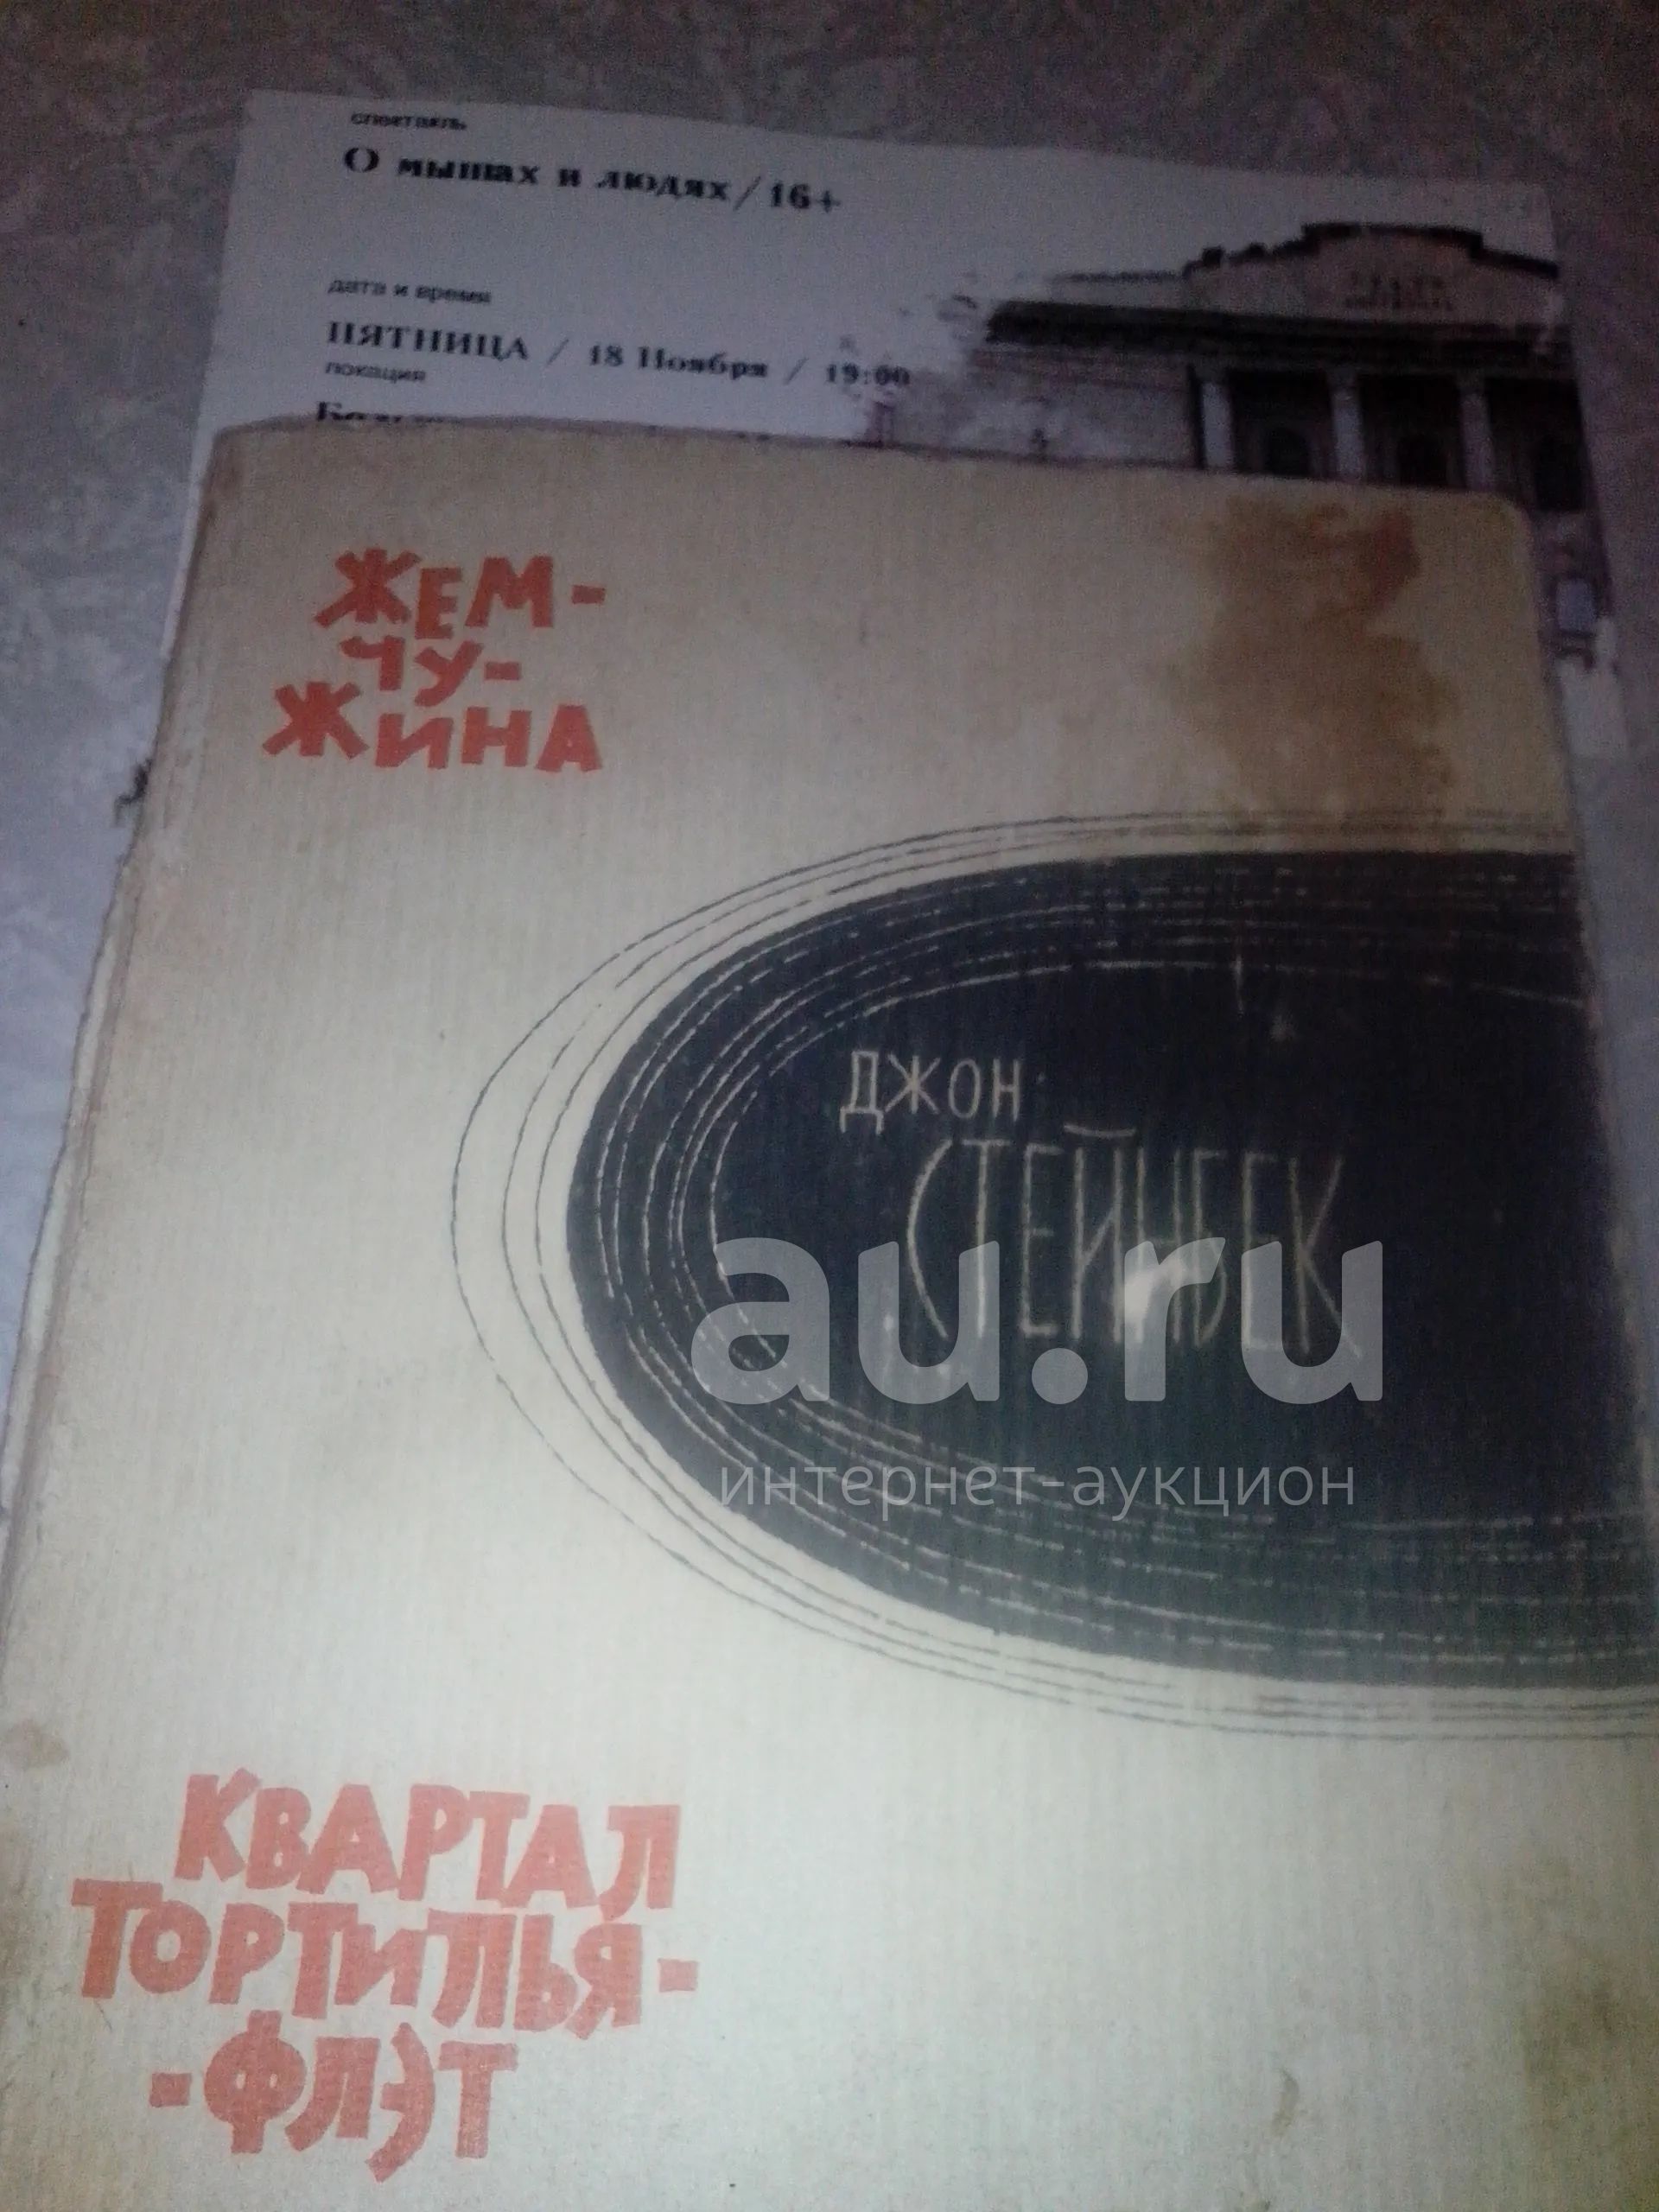 спектакль
О мышах и людях / 16+
дата и время
ПЯТНИЦА / 18 Ноября / 19:00
локация
ЖЕМ-
ЧУ-
ЖИНА
ДЖОН
СТЕЙНБЕК
au.ru
интернет-аукцион
КВАРТАЛ
ТОРТИЛЬЯ-
-ФЛЭТ